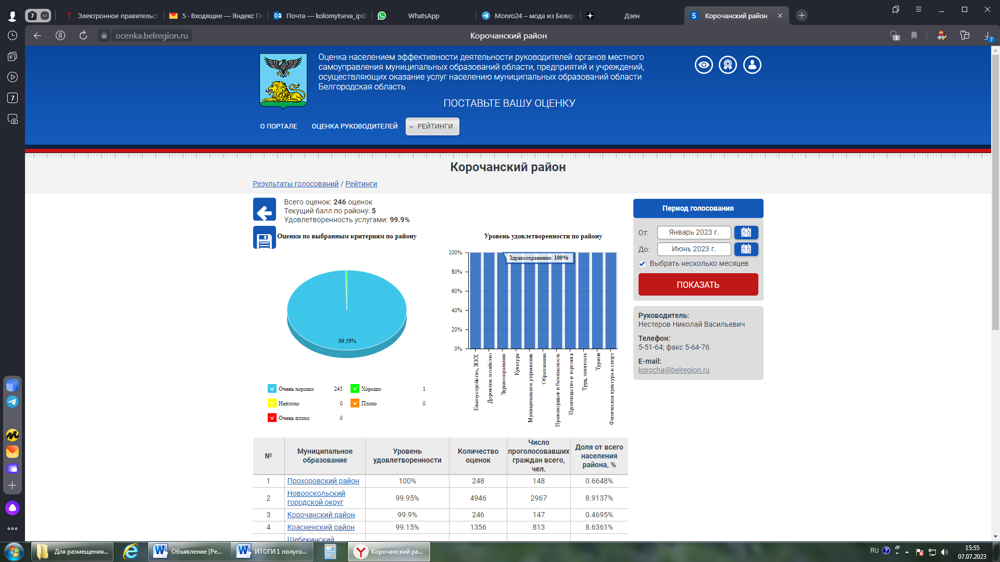 7
Электронное правительст
5 · Входящие — Яндекс По
Почта — kolomytseva_ip@
WhatsApp
Monro24 – мода из Белару
Дзен
5
Корочанский район
ocenka.belregion.ru
Корочанский район
1
7
7
Оценка населением эффективности деятельности руководителей органов местного
самоуправления муниципальных образований области, предприятий и учреждений,
осуществляющих оказание услуг населению муниципальных образований области
Белгородская область
ПОСТАВЬТЕ ВАШУ ОЦЕНКУ
О ПОРТАЛЕ
ОЦЕНКА РУКОВОДИТЕЛЕЙ
РЕЙТИНГИ
Корочанский район
Результаты голосований / Рейтинги
Всего оценок: 246 оценок
Текущий балл по району: 5
Удовлетворенность услугами: 99.9%
Оценки по выбранным критериям по району
99.59%
Очень хорошо 245
Хорошо 1
Неплохо 0
Плохо 0
Очень плохо 0
Уровень удовлетворенности по району
100%
80%
60%
40%
20%
0%
Здравоохранение: 100%
Благоустройство, ЖКХ
Дорожное хозяйство
Здравоохранение
Культура
Муниципальное управление
Образование
Правопорядок и безопасность
Производство и торговля
Труд, занятость
Туризм
Физическая культура и спорт
Период голосования
От: Январь 2023 г.
29
До: Июнь 2023 г.
29
Выбрать несколько месяцев
ПОКАЗАТЬ
Руководитель:
Нестеров Николай Васильевич
Телефон:
5-51-64; факс 5-64-76
E-mail:
korocha@belregion.ru
№ Муниципальное образование Уровень удовлетворенности Количество оценок Число проголосовавших граждан всего, чел. Доля от всего населения района, %
1 Прохоровский район 100% 248 148 0.6648%
2 Новооскольский городской округ 99.95% 4946 2967 8.9137%
3 Корочанский район 99.9% 246 147 0.4695%
4 Красненский район 99.15% 1356 813 8.6361%
Шебекинский
Для размещения...
Объявление [Ре...
ИТОГИ 1 полуго...
Корочанский ра...
RU
15:55
07.07.2023